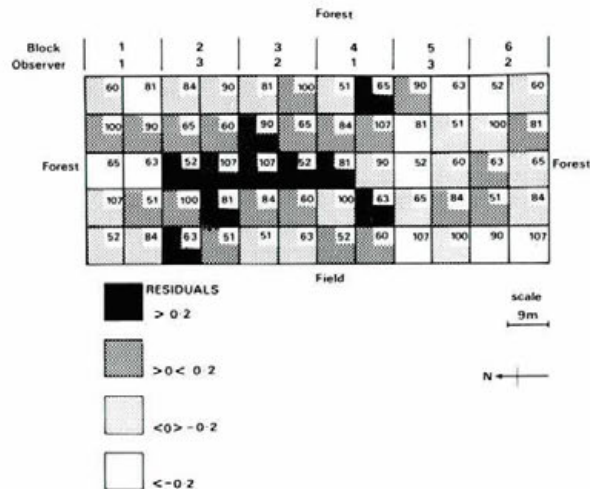 Forest
Block 1 2 3 4 5 6
Observer 1 3 2 1 3 2
60 81 84 90 81 100 51 65 90 63 52 60
100 90 65 60 90 65 84 107 81 51 100 81
Forest 65 63 52 107 107 52 81 90 52 60 63 65 Forest
107 51 100 81 84 60 100 63 65 84 51 84
52 84 63 51 51 63 52 60 107 100 90 107
Field
RESIDUALS
> 0·2
>0< 0·2
<0>-0·2
<-0·2
scale
9m
N